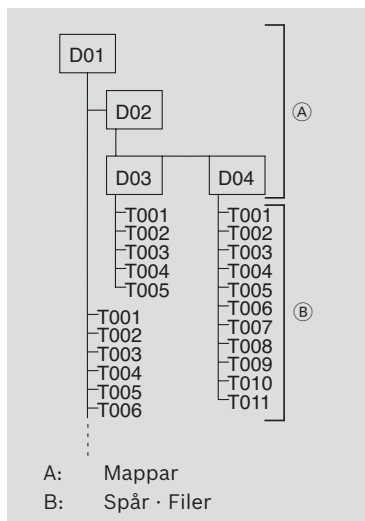 D01
D02
Ⓐ
D03 D04
T001 T001
T002 T002
T003 T003
T004 T004
T005 T005
T006
T007
T008
T009
T010
T011
Ⓑ
T001
T002
T003
T004
T005
T006
A: Mappar
B: Spår · Filer